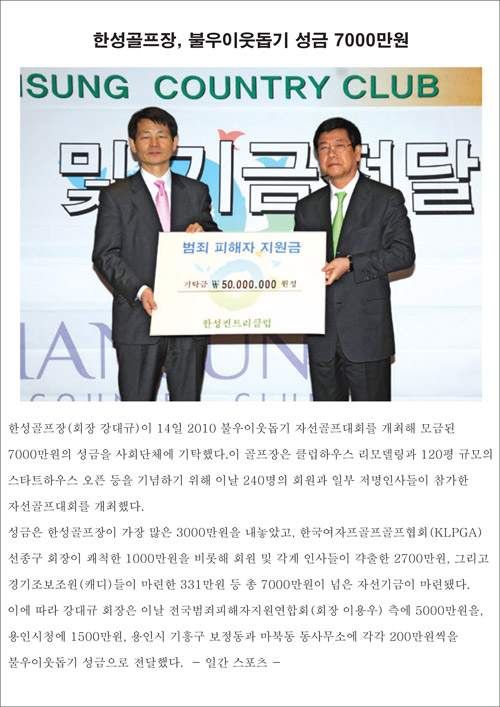 한성골프장, 불우이웃돕기 성금 7000만원
NSUNG COUNTRY CLUB
및 기금전달
범죄 피해자 지원금
기탁금 ₩50.000.000 원정
한성컨트리클럽
한성골프장(회장 강대규)이 14일 2010 불우이웃돕기 자선골프대회를 개최해 모금된
7000만원의 성금을 사회단체에 기탁했다.이 골프장은 클럽하우스 리모델링과 120평 규모의
스타트하우스 오픈 등을 기념하기 위해 이날 240명의 회원과 일부 저명인사들이 참가한
자선골프대회를 개최했다.
성금은 한성골프장이 가장 많은 3000만원을 내놓았고, 한국여자프골프골프협회(KLPGA)
선종구 회장이 쾌척한 1000만원을 비롯해 회원 및 각계 인사들이 갹출한 2700만원, 그리고
경기조보조원(캐디)들이 마련한 331만원 등 총 7000만원이 넘은 자선기금이 마련됐다.
이에 따라 강대규 회장은 이날 전국범죄피해자지원연합회(회장 이용우) 측에 5000만원을,
용인시청에 1500만원, 용인시 기흥구 보정동과 마북동 동사무소에 각각 200만원씩을
불우이웃돕기 성금으로 전달했다. - 일간 스포츠 -